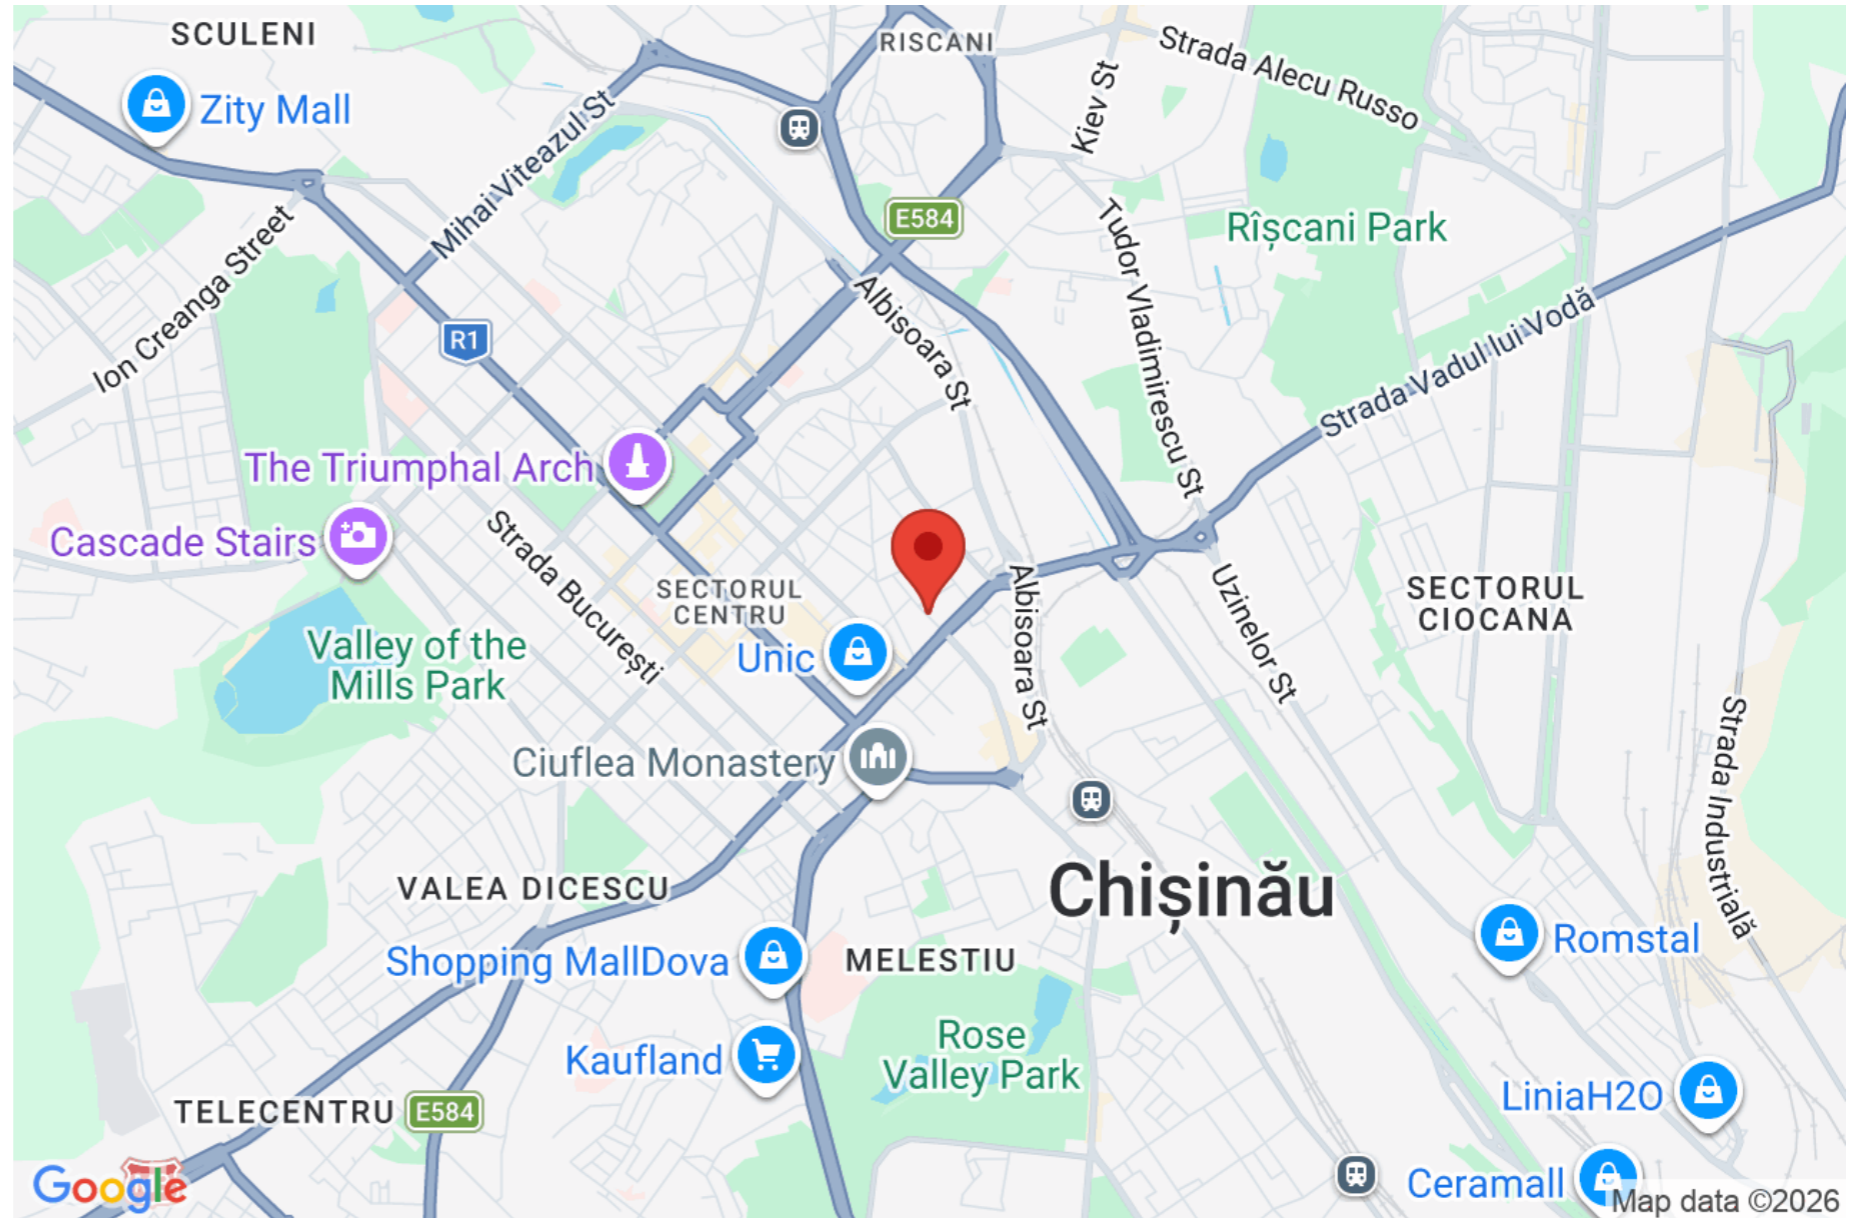 SCULENI
RISCANI
Strada Alecu Russo
Zity Mall
Kiev St
Mihai Viteazul St
E584
Rîșcani Park
Ion Creanga Street
Tudor Vladimirescu St
Albisoara St
R1
Strada Vadul lui Vodă
The Triumphal Arch
Cascade Stairs
Strada București
SECTORUL
CENTRU
Albisoara St
Uzinelor St
SECTORUL
CIOCANA
Valley of the
Mills Park
Unic
Ciuflea Monastery
Strada Industrială
Chișinău
VALEA DICESCU
Shopping MallDova
MELESTIU
Romstal
Rose
Valley Park
Kaufland
LiniaH2O
TELECENTRU
E584
Ceramall
Google
Map data ©2026